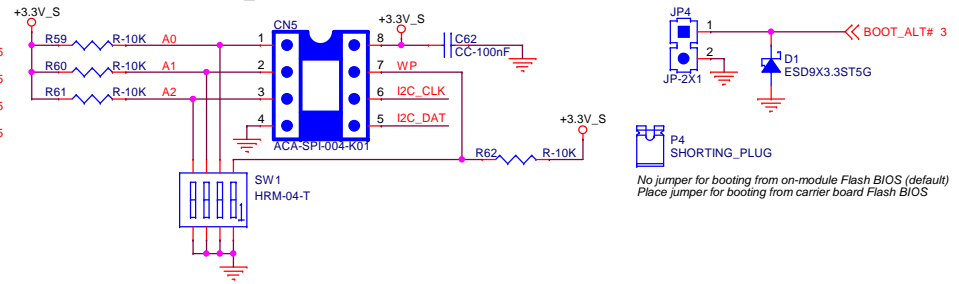 +3.3V_S
R59 R-10K A0
R60 R-10K A1
R61 R-10K A2
CN5
1 8
2 7
3 6
4 5
ACA-SPI-004-K01
+3.3V_S
C62
CC-100nF
WP
I2C_CLK
I2C_DAT
+3.3V_S
R62 R-10K
SW1
HRM-04-T
1
JP4
1
2
JP-2X1
BOOT_ALT# 3
D1
ESD9X3.3ST5G
P4
SHORTING_PLUG
No jumper for booting from on-module Flash BIOS (default)
Place jumper for booting from carrier board Flash BIOS